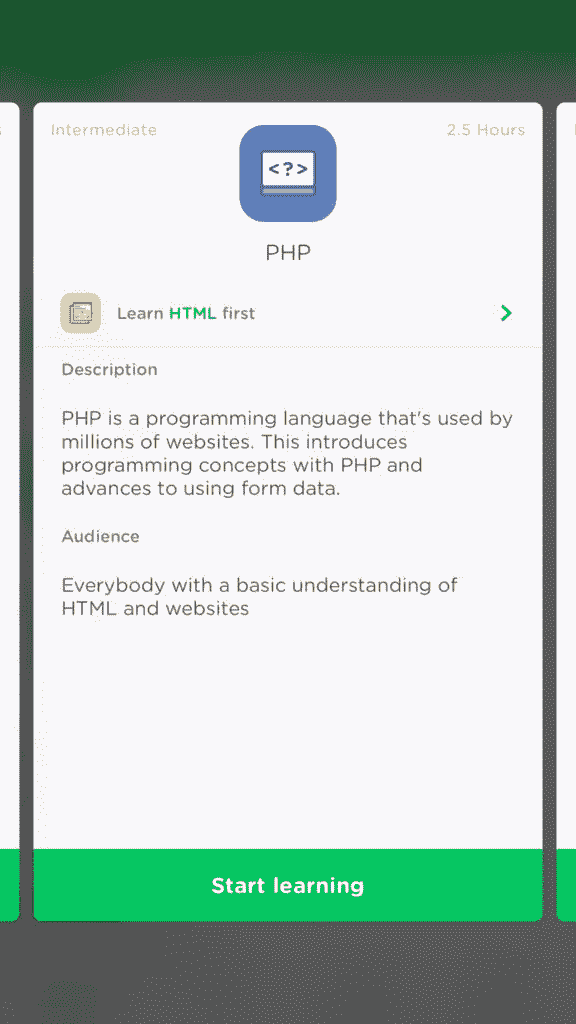 Intermediate
2.5 Hours
<?>
PHP
Learn HTML first
Description
PHP is a programming language that's used by
millions of websites. This introduces
programming concepts with PHP and
advances to using form data.
Audience
Everybody with a basic understanding of
HTML and websites
Start learning